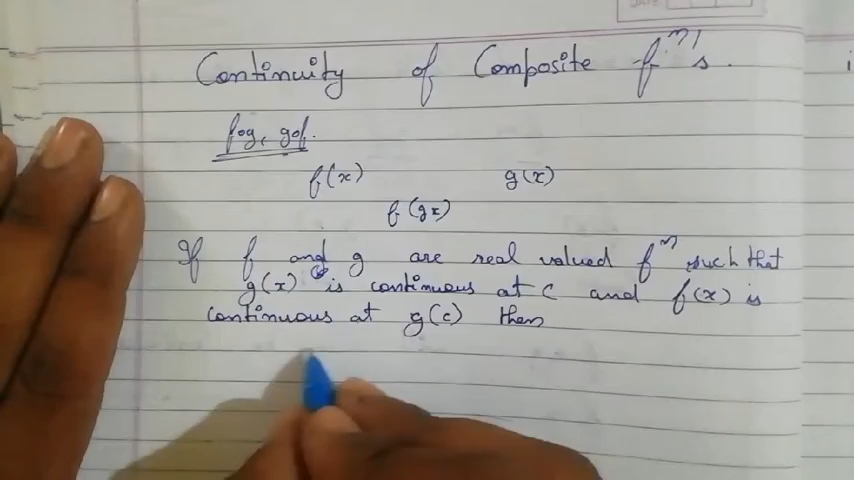 Continuity of Composite fⁿ's.
fog, gof.
f(x) g(x)
f(gx)
If f and g are real valued fⁿ such that
g(x) is continuous at c and f(x) is
continuous at g(c) then